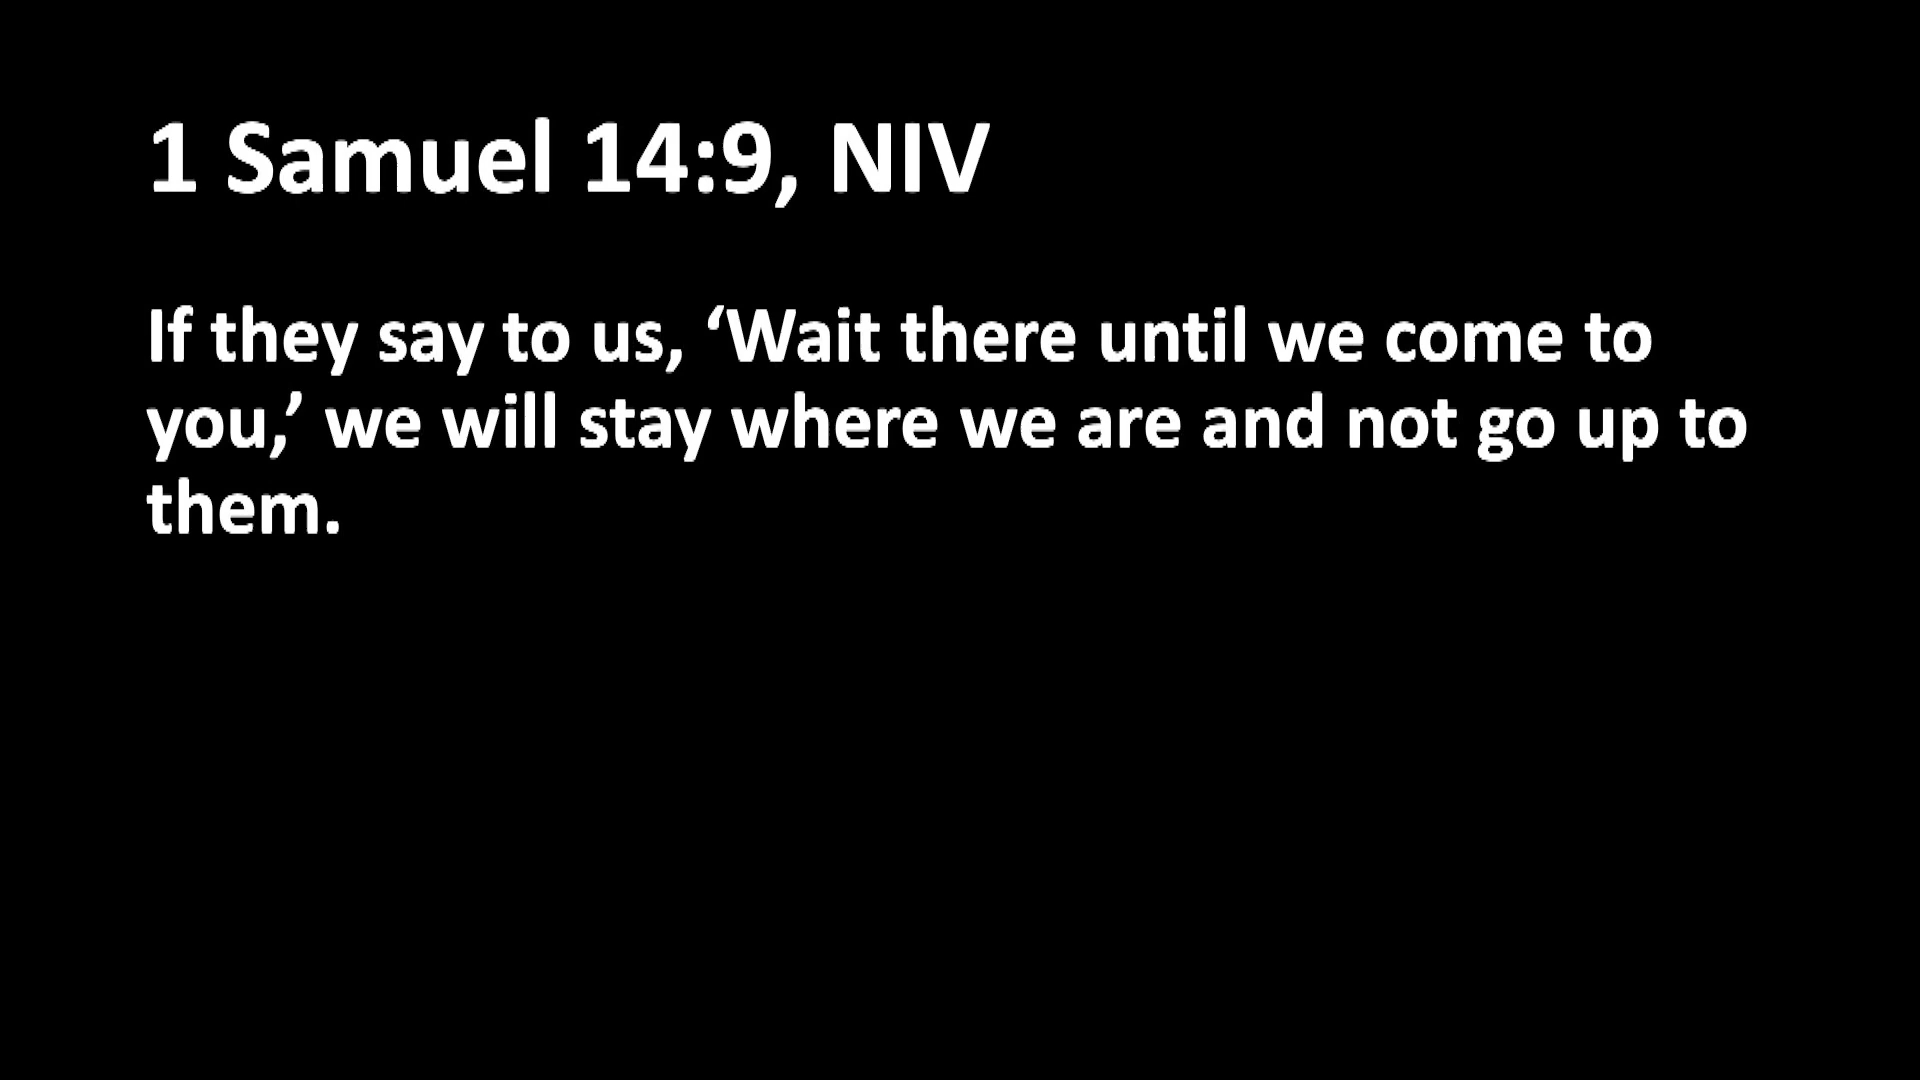 1 Samuel 14:9, NIV
If they say to us, ‘Wait there until we come to
you,’ we will stay where we are and not go up to
them.